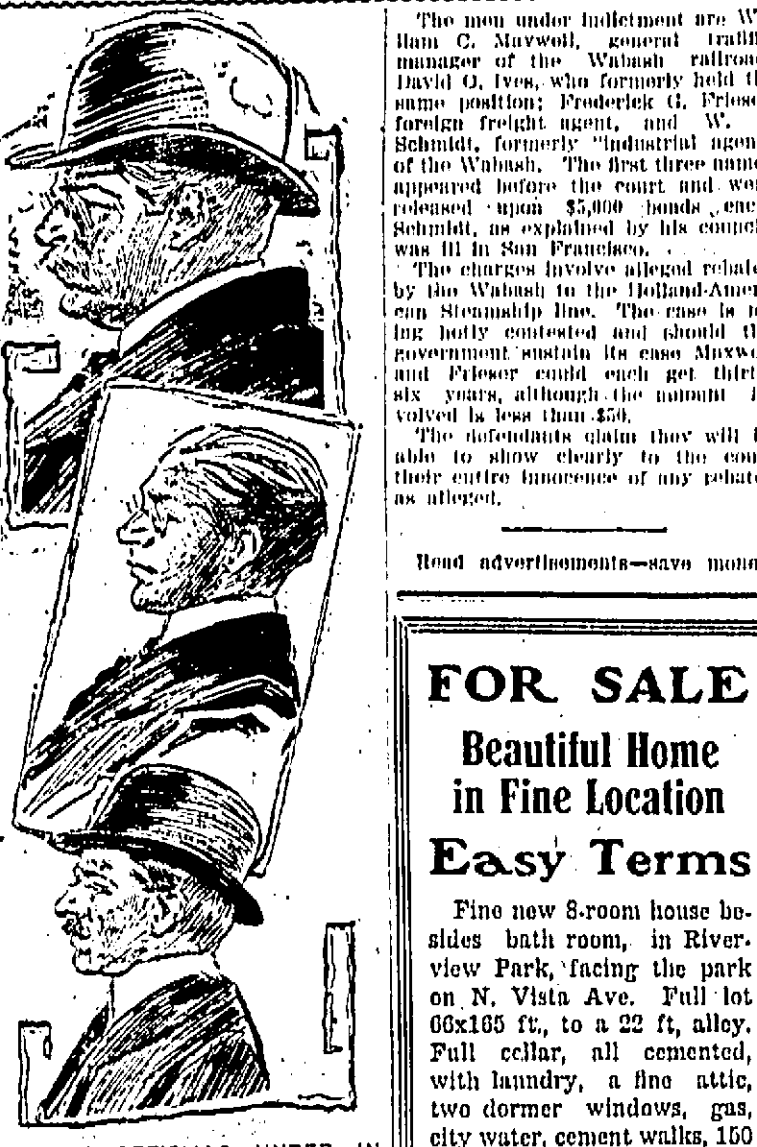 The men under indictment are W
liam C. Maxwell, general traffi
manager of the Wabash railroa
David O. Ives, who formerly held t
same position; Frederick G. Friese
foreign freight agent, and W.
Schmidt, formerly "industrial agen
of the Wabash. The first three name
appeared before the court and wer
released upon $5,000 bonds eac
Schmidt, as explained by his counc
was ill in San Francisco.
The charges involve alleged rebate
by the Wabash to the Holland-Amer
can Steamship line. The case is
ing hotly contested and should t
government sustain its case Maxwe
and Frieser could each get thirt
six years, although the amount i
volved is less than $50.
The defendants claim they will b
able to show clearly to the cou
their entire innocence of any rebate
as alleged.
Read advertisements—save mone
FOR SALE
Beautiful Home
in Fine Location
Easy Terms
Fine new 8-room house be-
sides bath room, in River-
view Park, facing the park
on N. Vista Ave. Full lot
66x165 ft., to a 22 ft, alley.
Full cellar, all cemented,
with laundry, a fine attic,
two dormer windows, gas,
city water, cement walks, 150
OFFICIALS UNDER IN